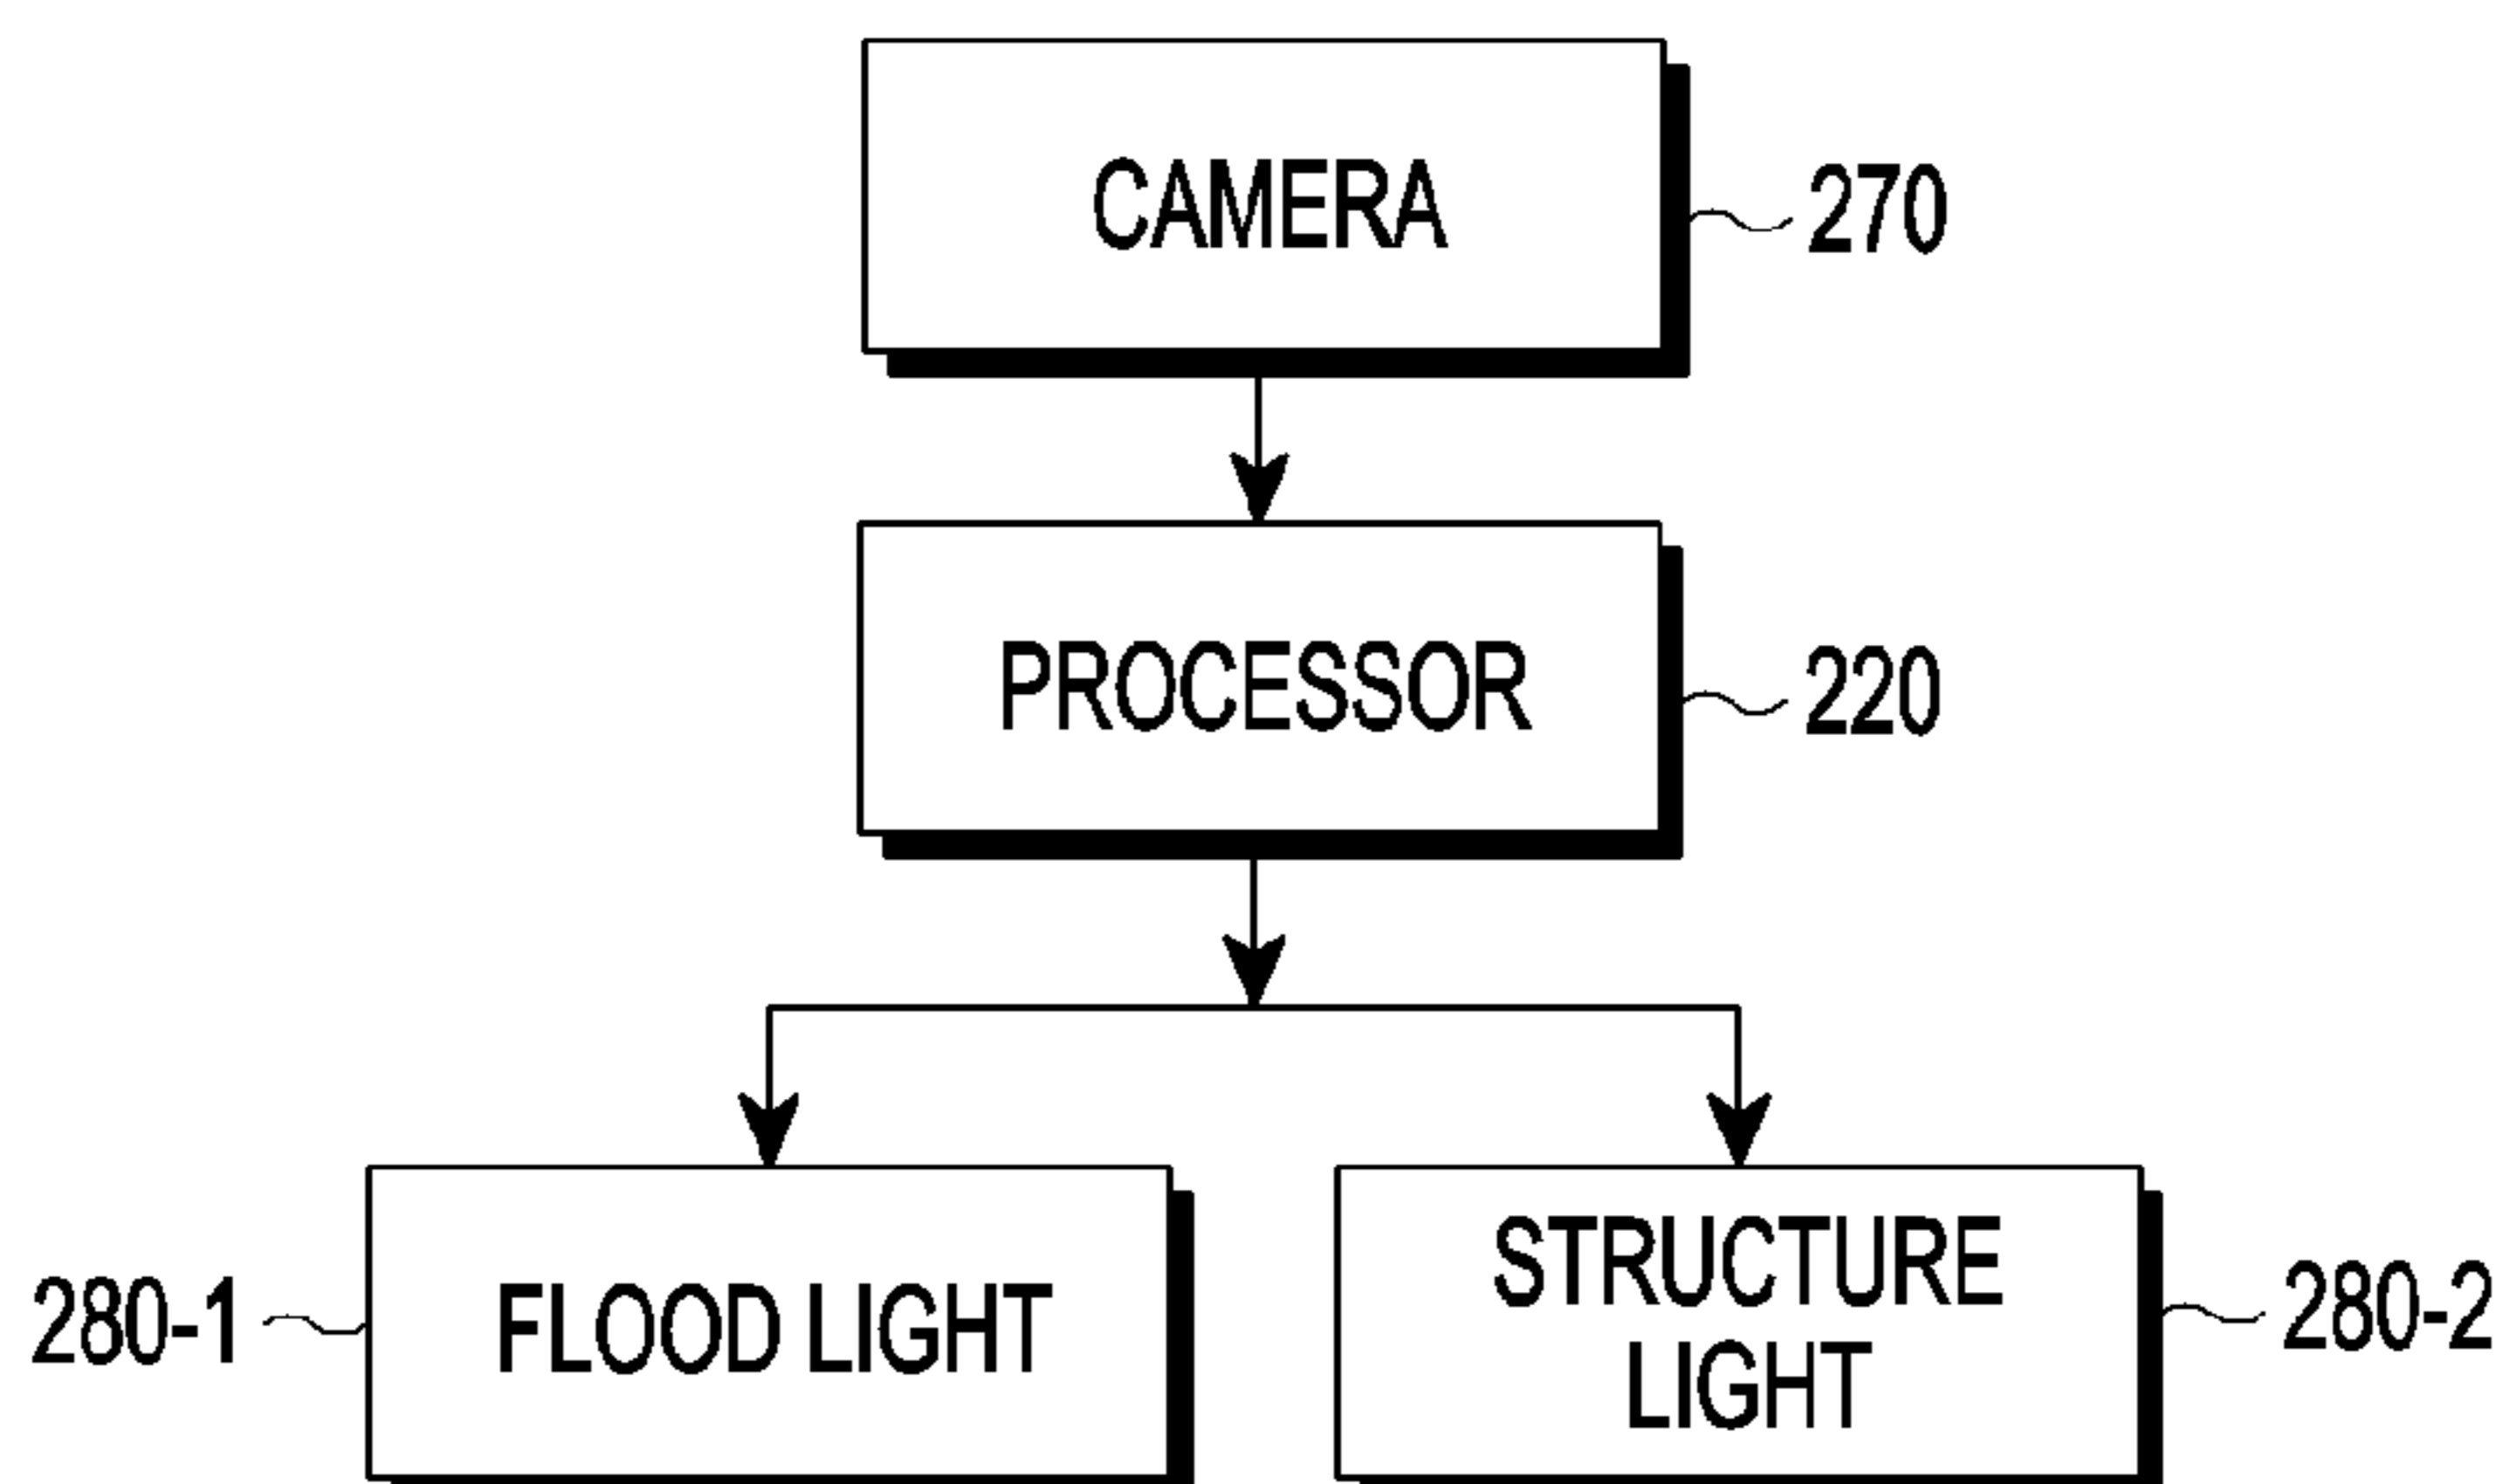 CAMERA
270
PROCESSOR
220
280-1
FLOOD LIGHT
STRUCTURE
LIGHT
280-2